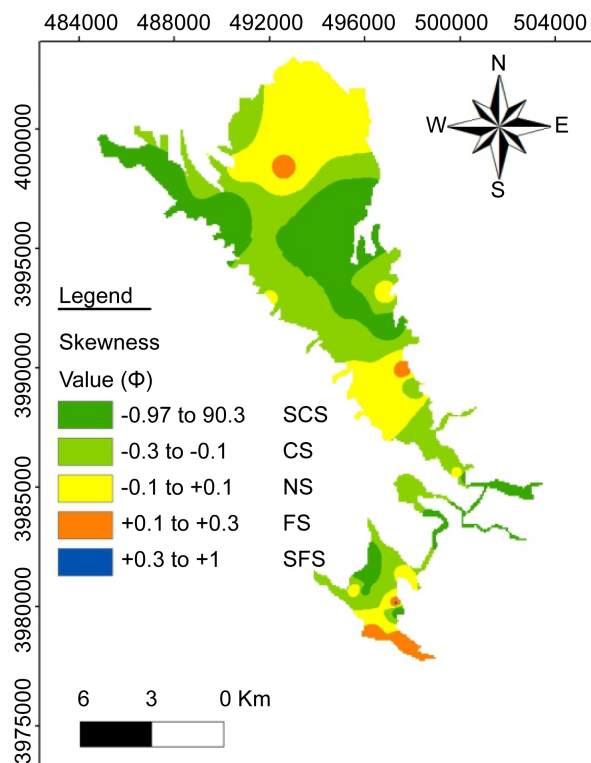 484000 488000 492000 496000 500000 504000
N
W E
S
4000000
3995000
3990000
3985000
3980000
3975000
Legend
Skewness
Value (Φ)
-0.97 to 90.3 SCS
-0.3 to -0.1 CS
-0.1 to +0.1 NS
+0.1 to +0.3 FS
+0.3 to +1 SFS
6 3 0 Km